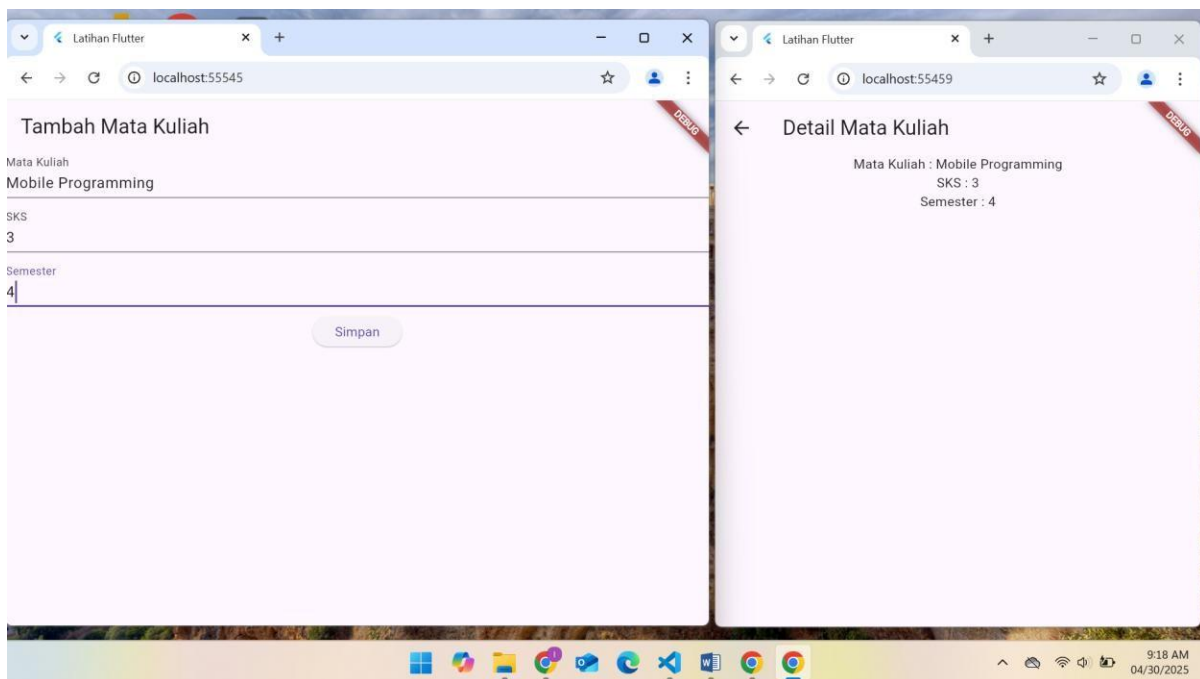 Latihan Flutter
localhost:55545
Tambah Mata Kuliah
DEBUG
Mata Kuliah
Mobile Programming
SKS
3
Semester
4
Simpan
Latihan Flutter
localhost:55459
Detail Mata Kuliah
DEBUG
Mata Kuliah : Mobile Programming
SKS : 3
Semester : 4
9:18 AM
04/30/2025